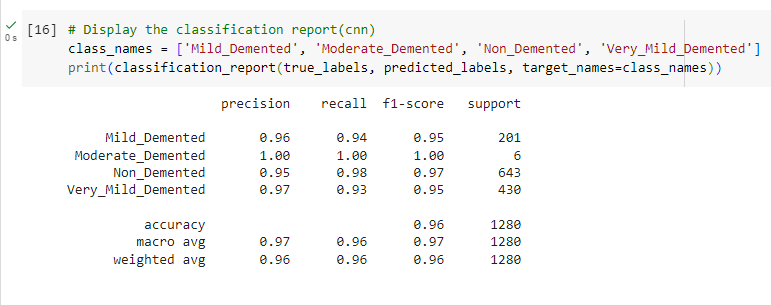 [16] # Display the classification report(cnn)
0s class_names = ['Mild_Demented', 'Moderate_Demented', 'Non_Demented', 'Very_Mild_Demented']
print(classification_report(true_labels, predicted_labels, target_names=class_names))
precision recall f1-score support
Mild_Demented 0.96 0.94 0.95 201
Moderate_Demented 1.00 1.00 1.00 6
Non_Demented 0.95 0.98 0.97 643
Very_Mild_Demented 0.97 0.93 0.95 430
accuracy 0.96 1280
macro avg 0.97 0.96 0.97 1280
weighted avg 0.96 0.96 0.96 1280